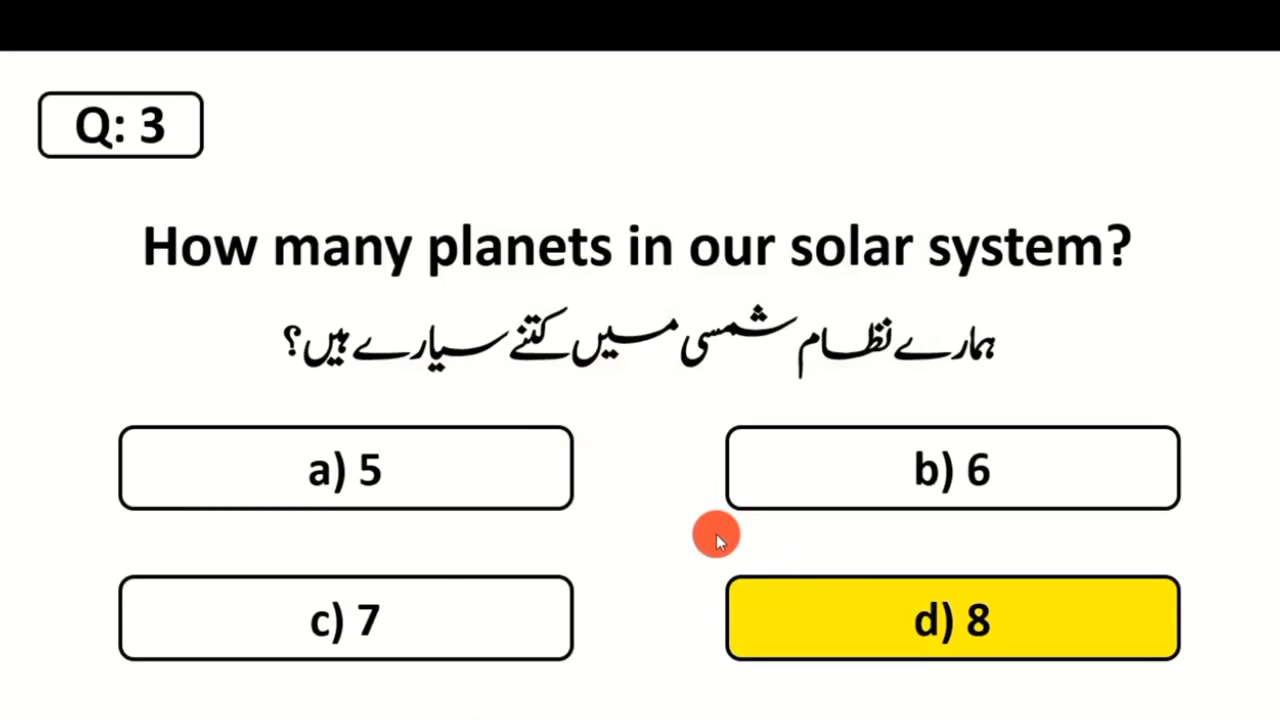 Q: 3
How many planets in our solar system?
ہمارے نظام شمسی میں کتنے سیارے ہیں؟
a) 5
b) 6
c) 7
d) 8